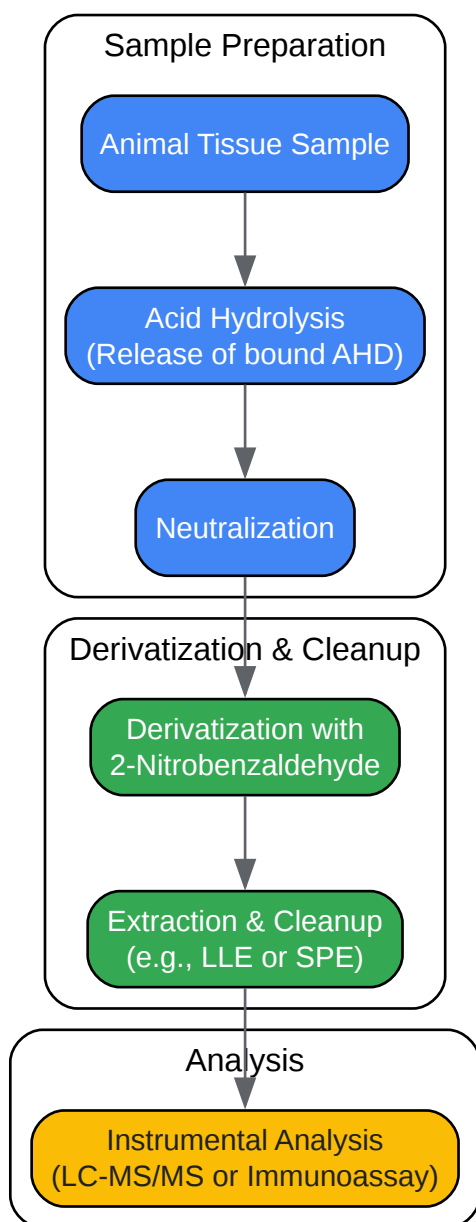 Sample Preparation
Animal Tissue Sample
Acid Hydrolysis
(Release of bound AHD)
Neutralization
Derivatization & Cleanup
Derivatization with
2-Nitrobenzaldehyde
Extraction & Cleanup
(e.g., LLE or SPE)
Analysis
Instrumental Analysis
(LC-MS/MS or Immunoassay)